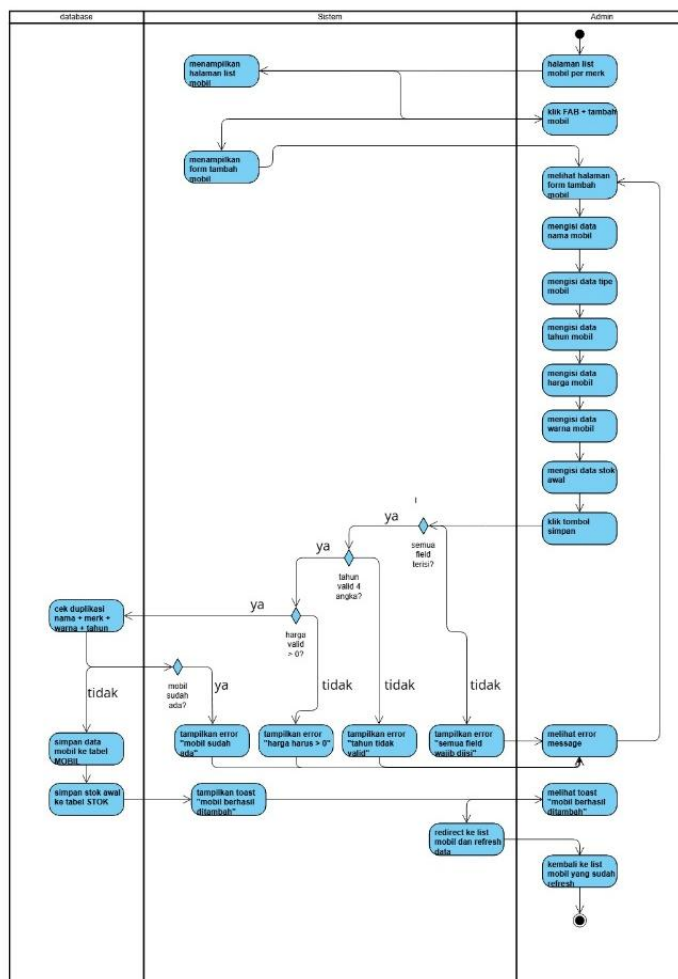 database
Sistem
Admin
menampilkan
halaman list
mobil
halaman list
mobil per merk
klik FAB + tambah
mobil
menampilkan
form tambah
mobil
melihat halaman
form tambah
mobil
mengisi data
nama mobil
mengisi data tipe
mobil
mengisi data
tahun mobil
mengisi data
harga mobil
mengisi data
warna mobil
mengisi data stok
awal
klik tombol
simpan
ya
semua
field
terisi?
ya
tahun
valid 4
angka?
ya
harga
valid
> 0?
cek duplikasi
nama + merk +
warna + tahun
mobil
sudah
ada?
tidak
ya
tidak
tidak
tidak
simpan data
mobil ke tabel
MOBIL
tampilkan error
"mobil sudah
ada"
tampilkan error
"harga harus > 0"
tampilkan error
"tahun tidak
valid"
tampilkan error
"semua field
wajib diisi"
melihat error
message
simpan stok awal
ke tabel STOK
tampilkan toast
"mobil berhasil
ditambah"
melihat toast
"mobil berhasil
ditambah"
redirect ke list
mobil dan refresh
data
kembali ke list
mobil yang sudah
refresh